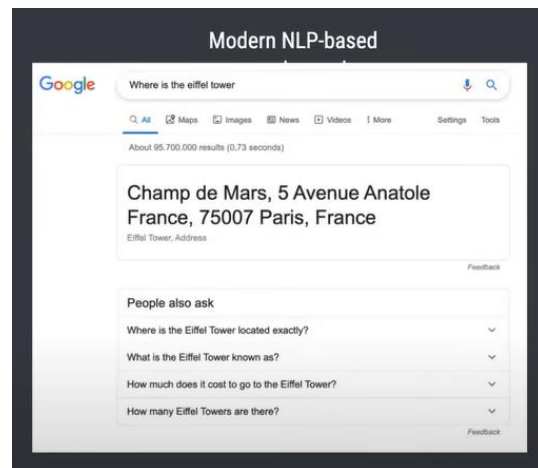 Modern NLP-based
Google
Where is the eiffel tower
All Maps Images News Videos More Settings Tools
About 95.700.000 results (0,73 seconds)
Champ de Mars, 5 Avenue Anatole
France, 75007 Paris, France
Eiffel Tower, Address
Feedback
People also ask
Where is the Eiffel Tower located exactly?
What is the Eiffel Tower known as?
How much does it cost to go to the Eiffel Tower?
How many Eiffel Towers are there?
Feedback